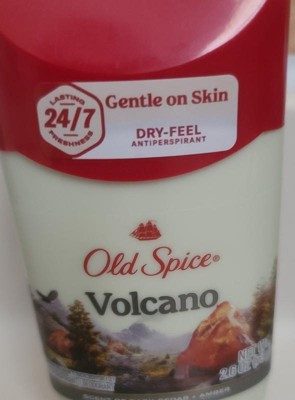 LASTING
24/7
FRESHNESS
Gentle on Skin
DRY-FEEL
ANTIPERSPIRANT
Old Spice®
Volcano